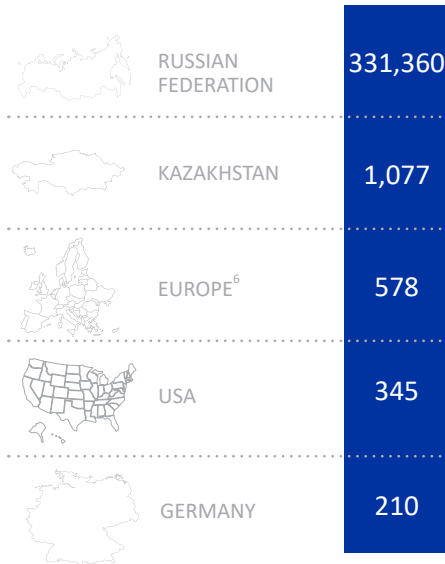 RUSSIAN
FEDERATION
331,360
KAZAKHSTAN
1,077
EUROPE⁶
578
USA
345
GERMANY
210